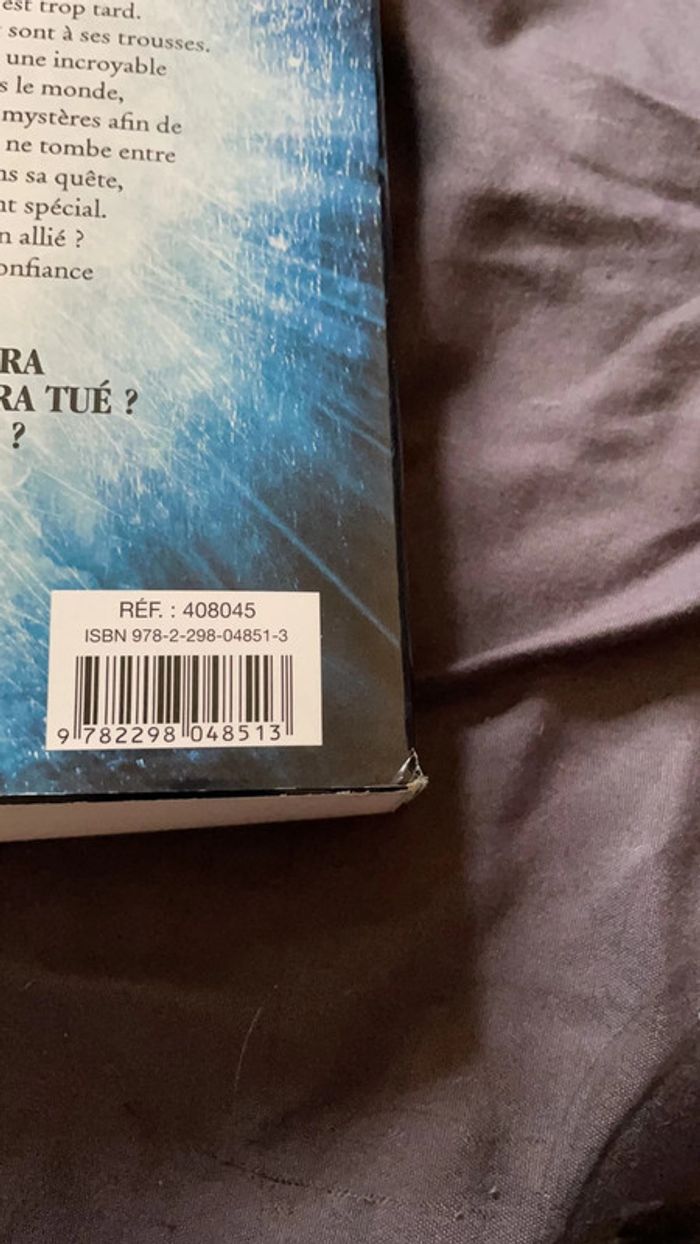 est trop tard.
sont à ses trousses.
une incroyable
s le monde,
mystères afin de
ne tombe entre
ns sa quête,
nt spécial.
n allié ?
onfiance
RA
RA TUÉ ?
?
RÉF. : 408045
ISBN 978-2-298-04851-3
9 782298 048513